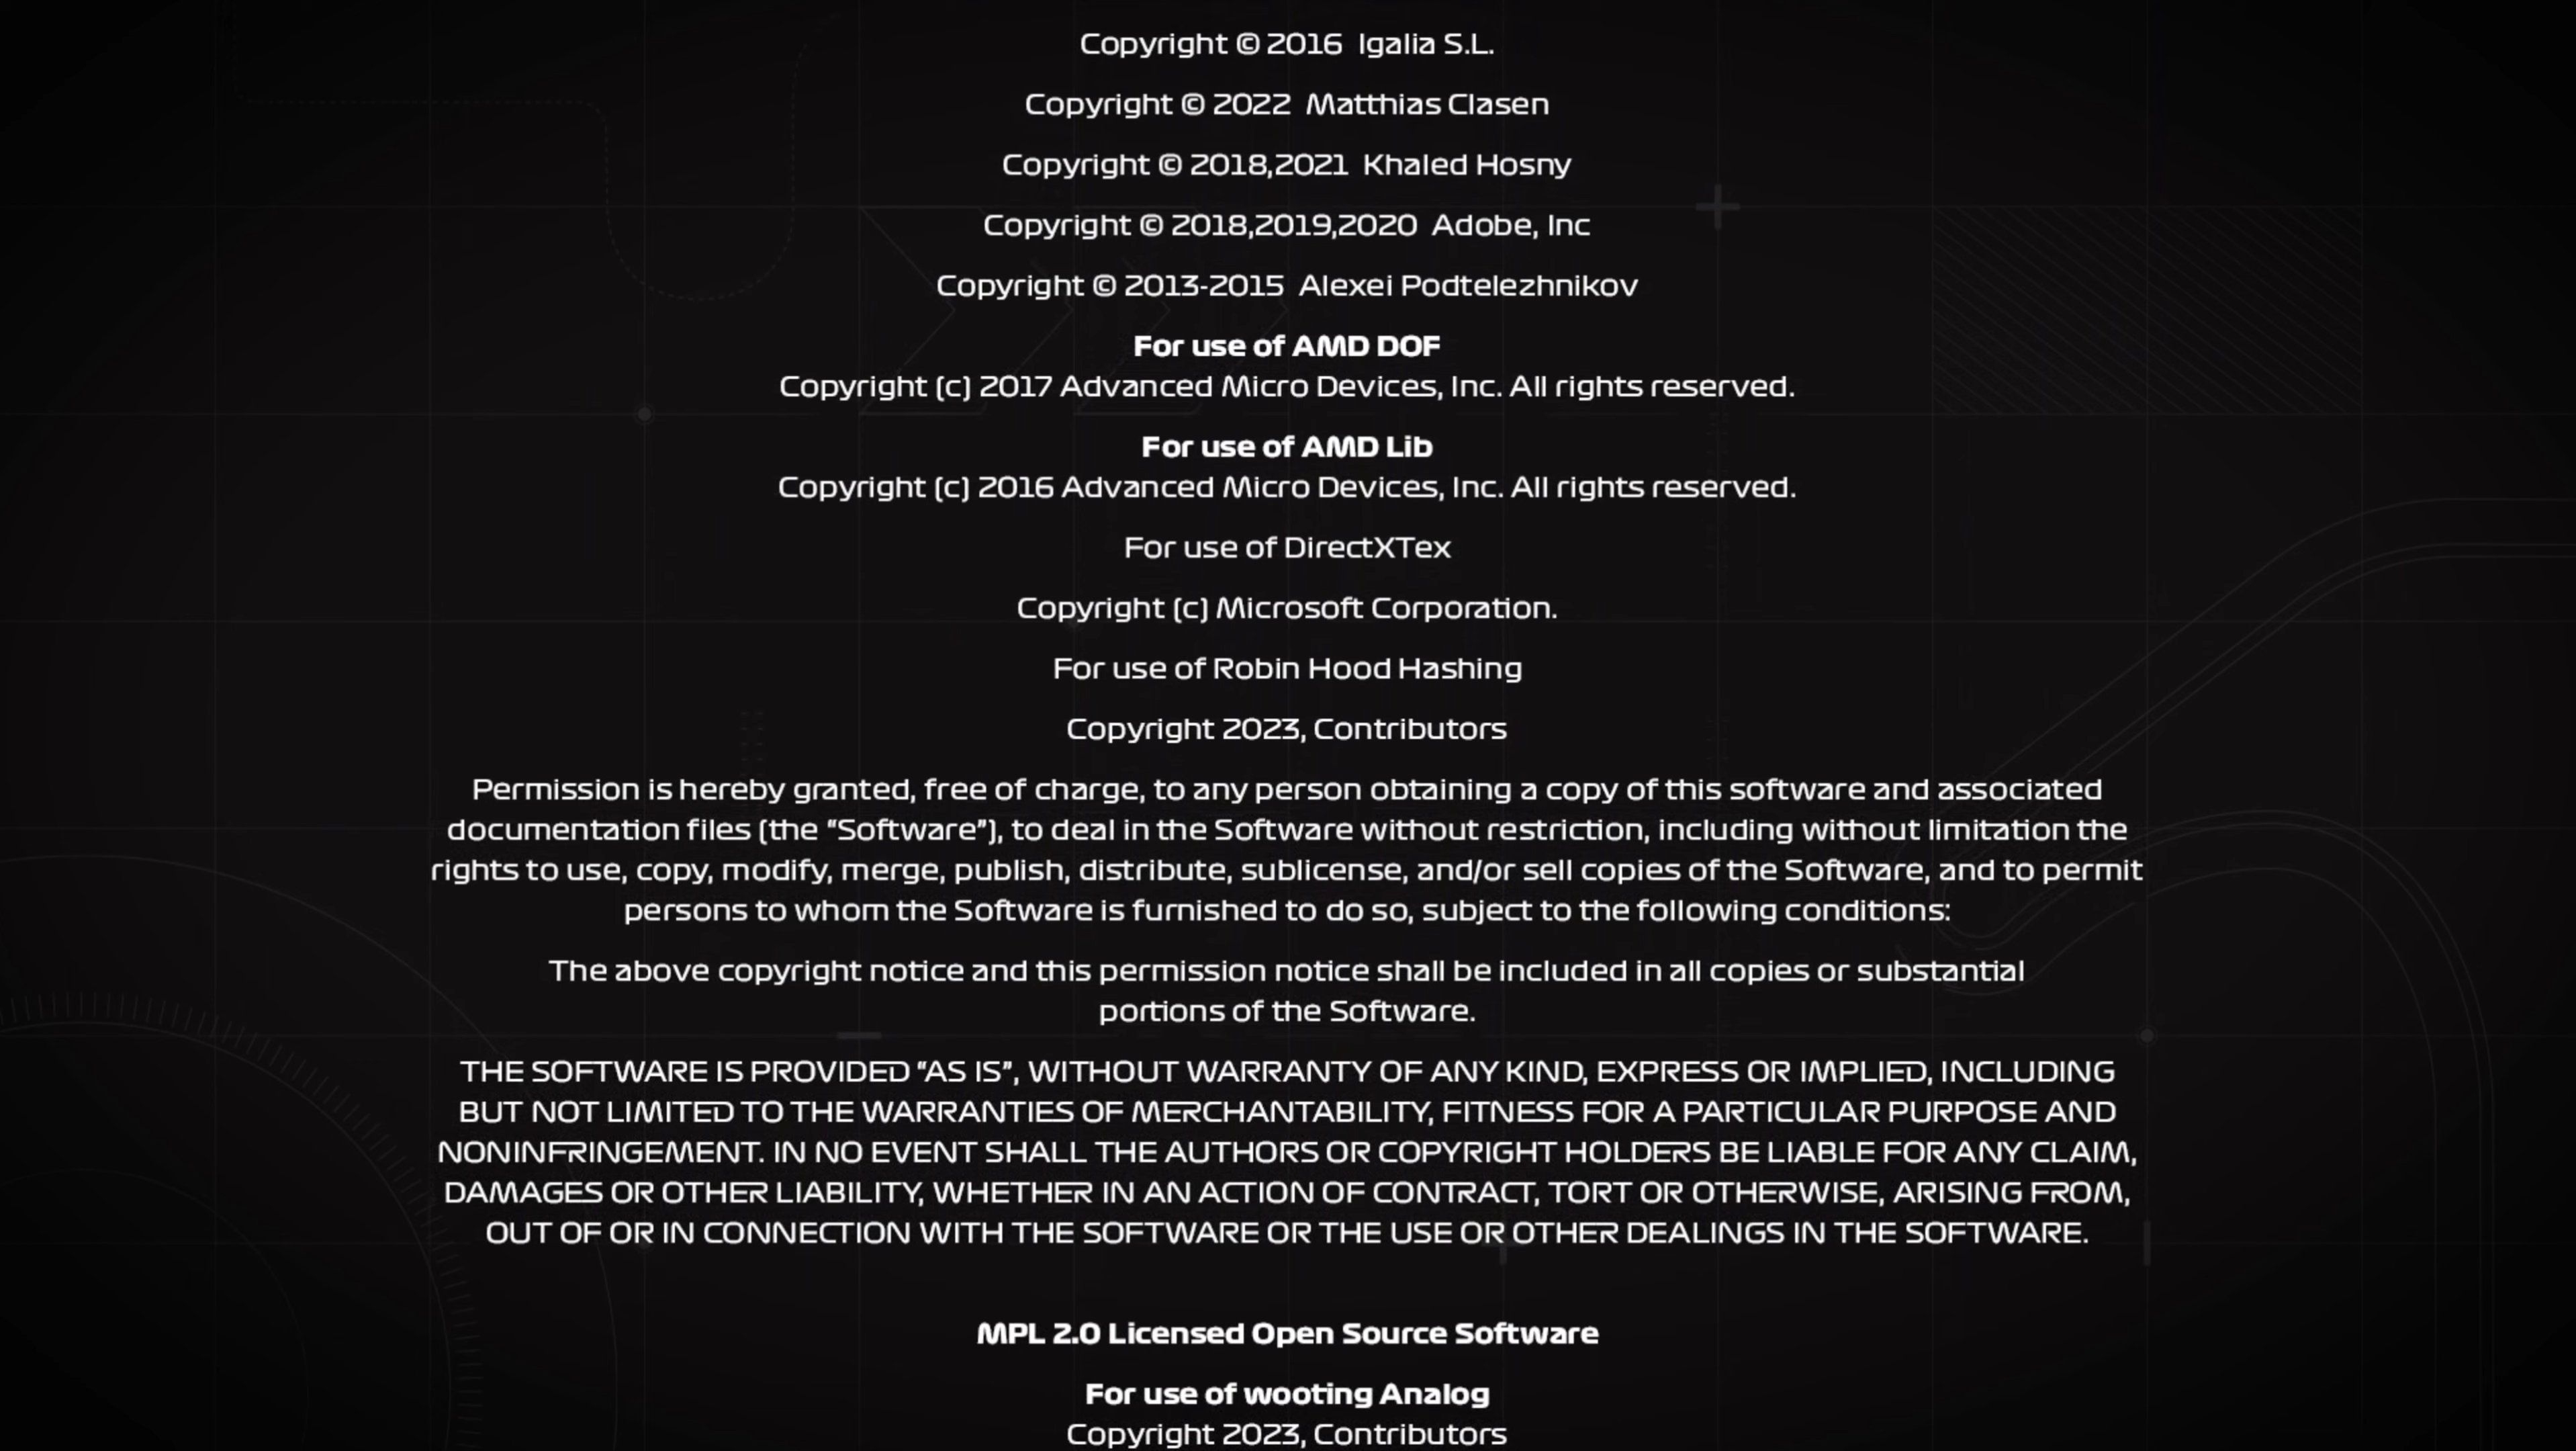 Copyright © 2016  Igalia S.L.
Copyright © 2022  Matthias Clasen
Copyright © 2018,2021  Khaled Hosny
Copyright © 2018,2019,2020  Adobe, Inc
Copyright © 2013-2015  Alexei Podtelezhnikov
For use of AMD DOF
Copyright (c) 2017 Advanced Micro Devices, Inc. All rights reserved.
For use of AMD Lib
Copyright (c) 2016 Advanced Micro Devices, Inc. All rights reserved.
For use of DirectXTex
Copyright (c) Microsoft Corporation.
For use of Robin Hood Hashing
Copyright 2023, Contributors
Permission is hereby granted, free of charge, to any person obtaining a copy of this software and associated
documentation files (the “Software”), to deal in the Software without restriction, including without limitation the
rights to use, copy, modify, merge, publish, distribute, sublicense, and/or sell copies of the Software, and to permit
persons to whom the Software is furnished to do so, subject to the following conditions:
The above copyright notice and this permission notice shall be included in all copies or substantial
portions of the Software.
THE SOFTWARE IS PROVIDED “AS IS”, WITHOUT WARRANTY OF ANY KIND, EXPRESS OR IMPLIED, INCLUDING
BUT NOT LIMITED TO THE WARRANTIES OF MERCHANTABILITY, FITNESS FOR A PARTICULAR PURPOSE AND
NONINFRINGEMENT. IN NO EVENT SHALL THE AUTHORS OR COPYRIGHT HOLDERS BE LIABLE FOR ANY CLAIM,
DAMAGES OR OTHER LIABILITY, WHETHER IN AN ACTION OF CONTRACT, TORT OR OTHERWISE, ARISING FROM,
OUT OF OR IN CONNECTION WITH THE SOFTWARE OR THE USE OR OTHER DEALINGS IN THE SOFTWARE.
MPL 2.0 Licensed Open Source Software
For use of wooting Analog
Copyright 2023, Contributors